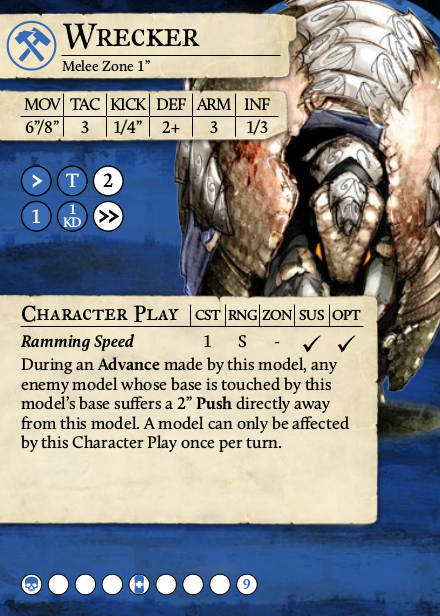 Wrecker
Melee Zone 1”
MOV TAC KICK DEF ARM INF
6”/8” 3 1/4” 2+ 3 1/3
> T 2
1 1 KD >>
Character Play CST RNG ZON SUS OPT
Ramming Speed 1 S - ✓ ✓
During an Advance made by this model, any
enemy model whose base is touched by this
model’s base suffers a 2” Push directly away
from this model. A model can only be affected
by this Character Play once per turn.
9